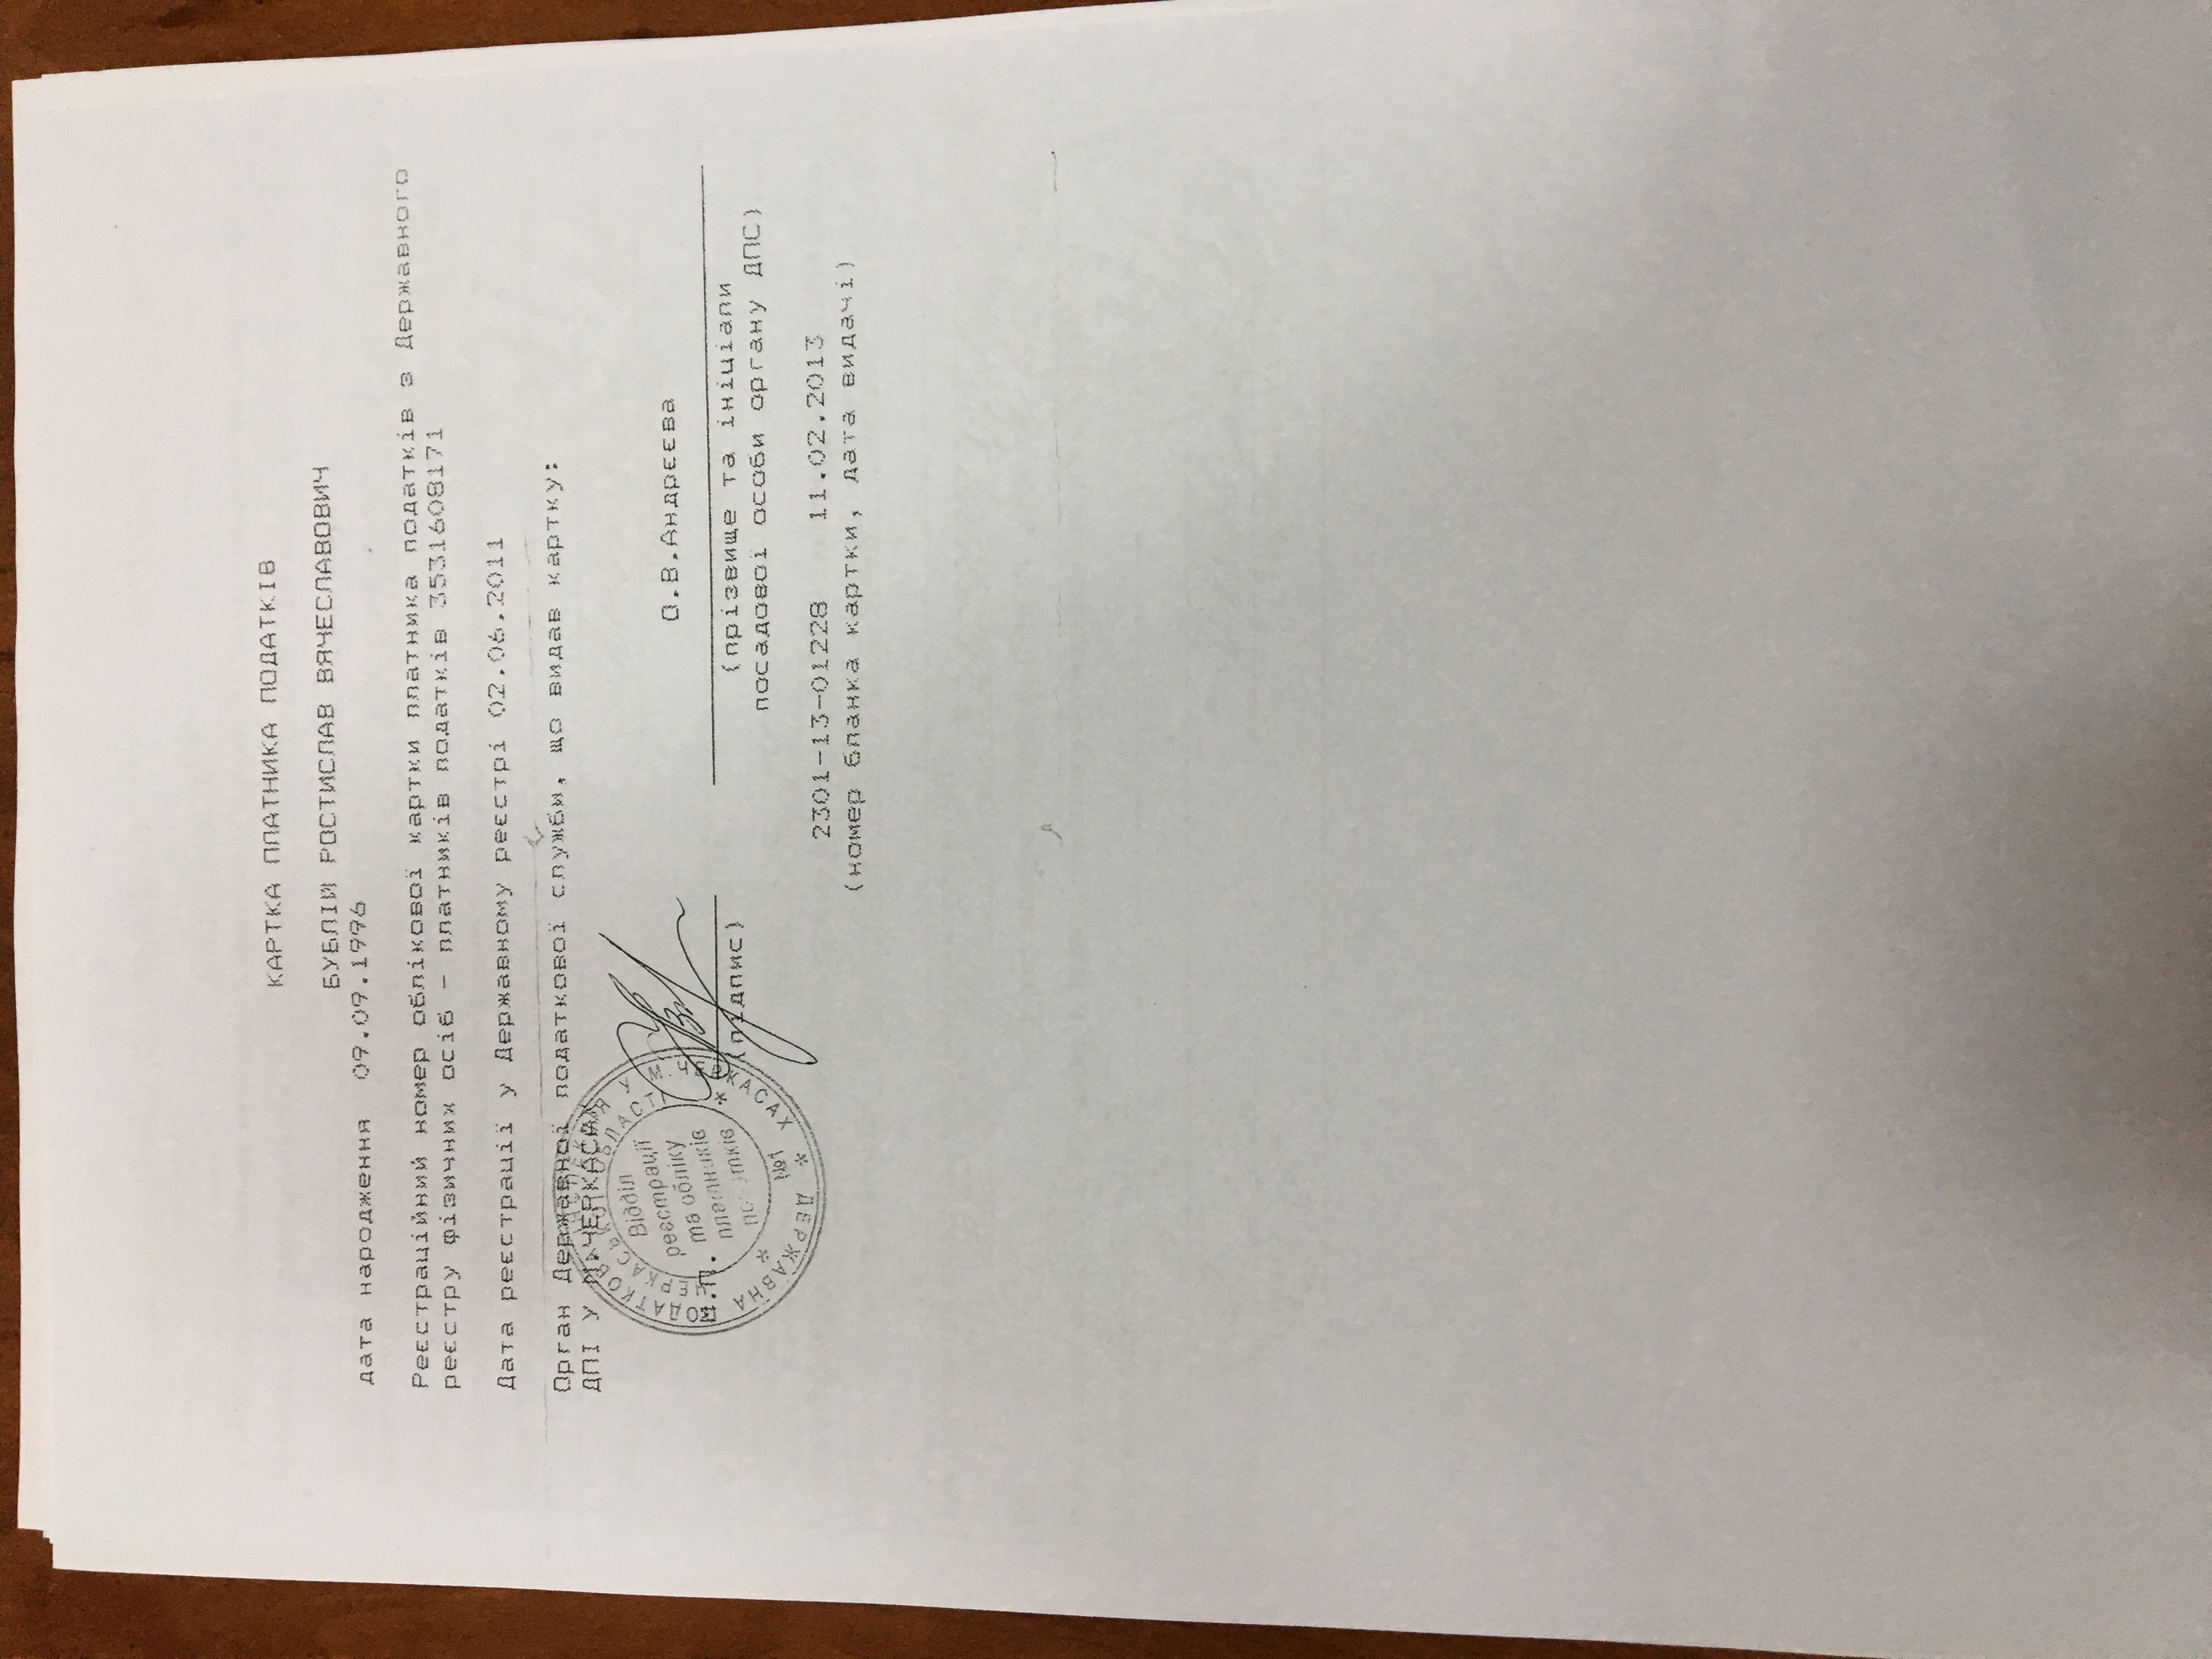 КАРТКА ПЛАТНИКА ПОДАТКІВ
БУБЛІЙ РОСТИСЛАВ ВЯЧЕСЛАВОВИЧ
дата народження 09.09.1996
Реєстраційний номер облікової картки платника податків з Державного
реєстру фізичних осіб - платників податків 3531608171
Дата реєстрації у Державному реєстрі 02.06.2011
Орган Державної податкової служби, що видав картку:
ДПІ У М.ЧЕРКАСАХ
ДЕРЖАВНА ПОДАТКОВА ІНСПЕКЦІЯ У М.ЧЕРКАСАХ
ЧЕРКАСЬКОЇ ОБЛАСТІ
Відділ
реєстрації
та обліку
платників
податків
№1
О.В.Андрєєва
(підпис)
(прізвище та ініціали
посадової особи органу ДПС)
2301-13-01228 11.02.2013
(номер бланка картки, дата видачі)